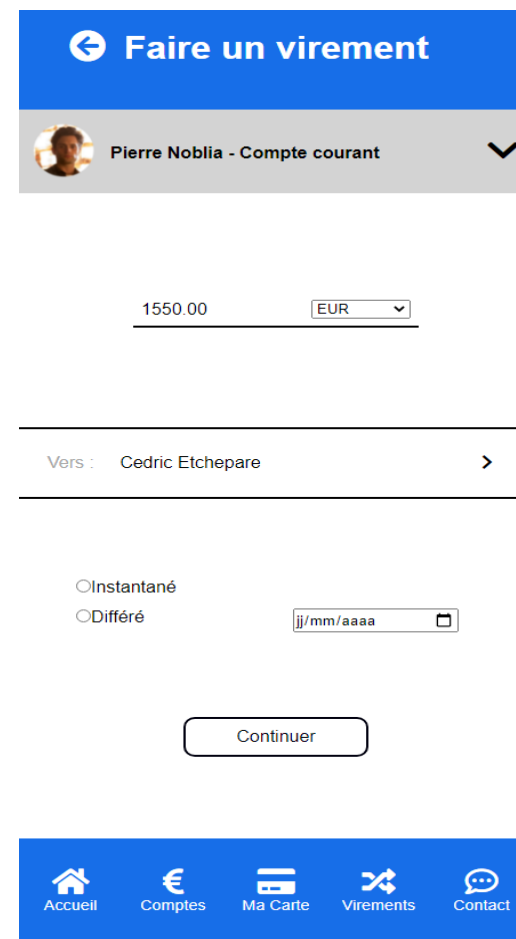 Faire un virement
Pierre Noblia - Compte courant
1550.00 EUR
Vers : Cedric Etchepare
Instantané
Différé jj/mm/aaaa
Continuer
Accueil Comptes Ma Carte Virements Contact